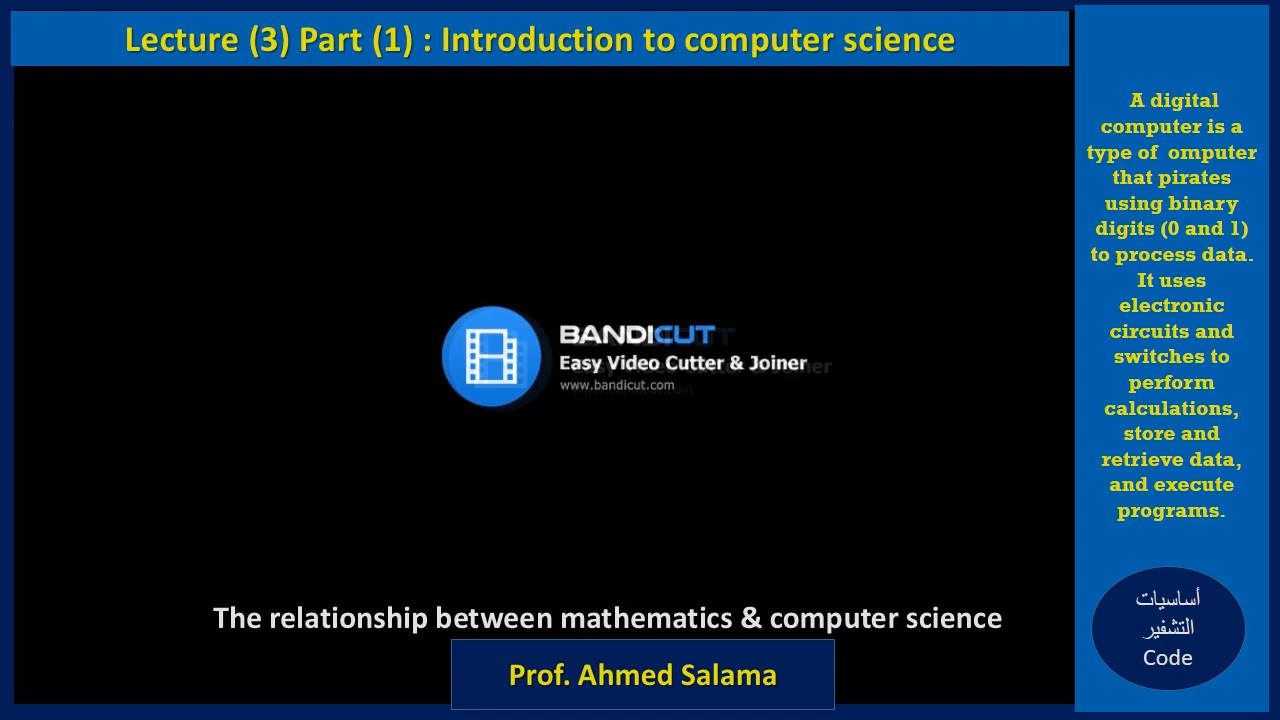 Lecture (3) Part (1) : Introduction to computer science
BANDICUT
Easy Video Cutter & Joiner
www.bandicut.com
The relationship between mathematics & computer science
Prof. Ahmed Salama
A digital
computer is a
type of omputer
that pirates
using binary
digits (0 and 1)
to process data.
It uses
electronic
circuits and
switches to
perform
calculations,
store and
retrieve data,
and execute
programs.
أساسيات
التشفير
Code